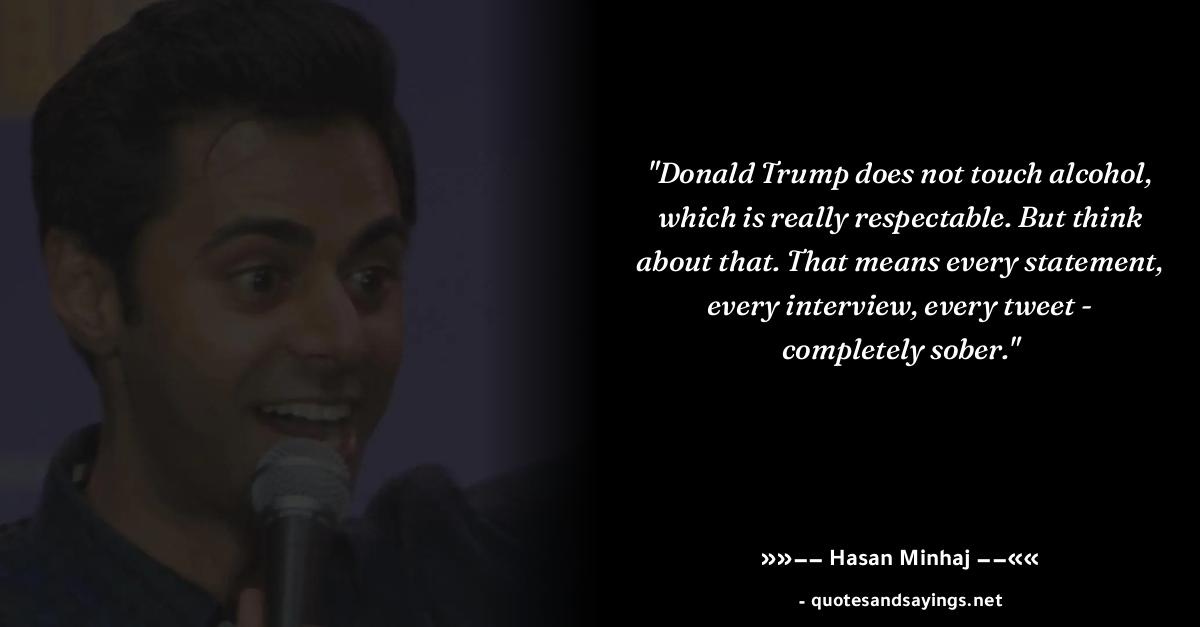 "Donald Trump does not touch alcohol,
which is really respectable. But think
about that. That means every statement,
every interview, every tweet -
completely sober."
»»–– Hasan Minhaj ––««
- quotesandsayings.net